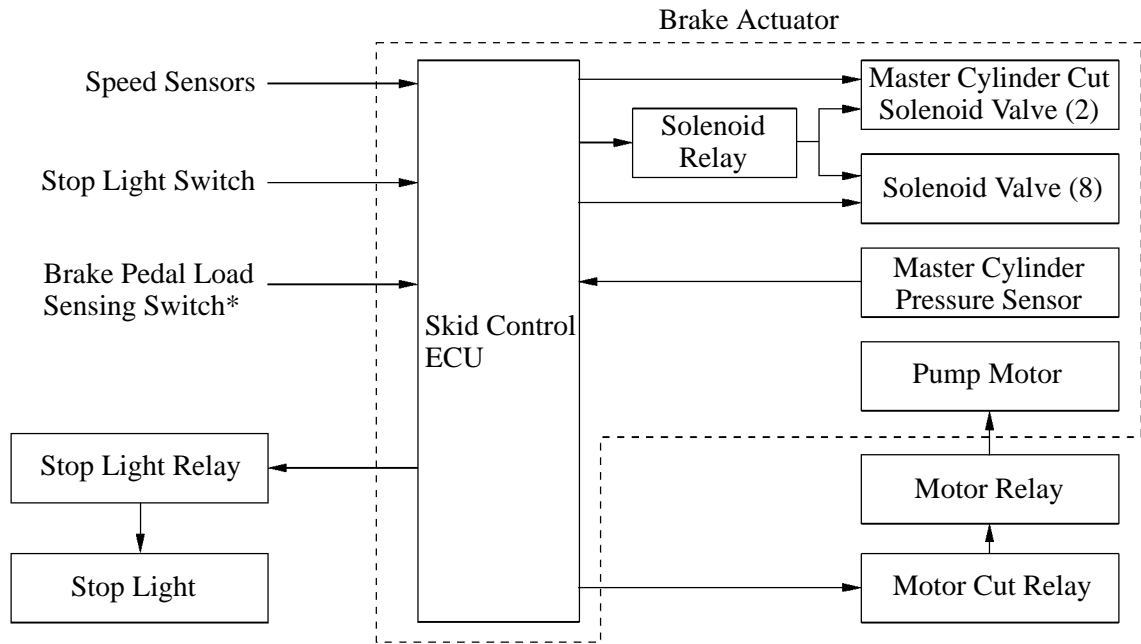 Brake Actuator
Speed Sensors
Stop Light Switch
Brake Pedal Load
Sensing Switch*
Skid Control
ECU
Solenoid
Relay
Master Cylinder Cut
Solenoid Valve (2)
Solenoid Valve (8)
Master Cylinder
Pressure Sensor
Pump Motor
Motor Relay
Motor Cut Relay
Stop Light Relay
Stop Light